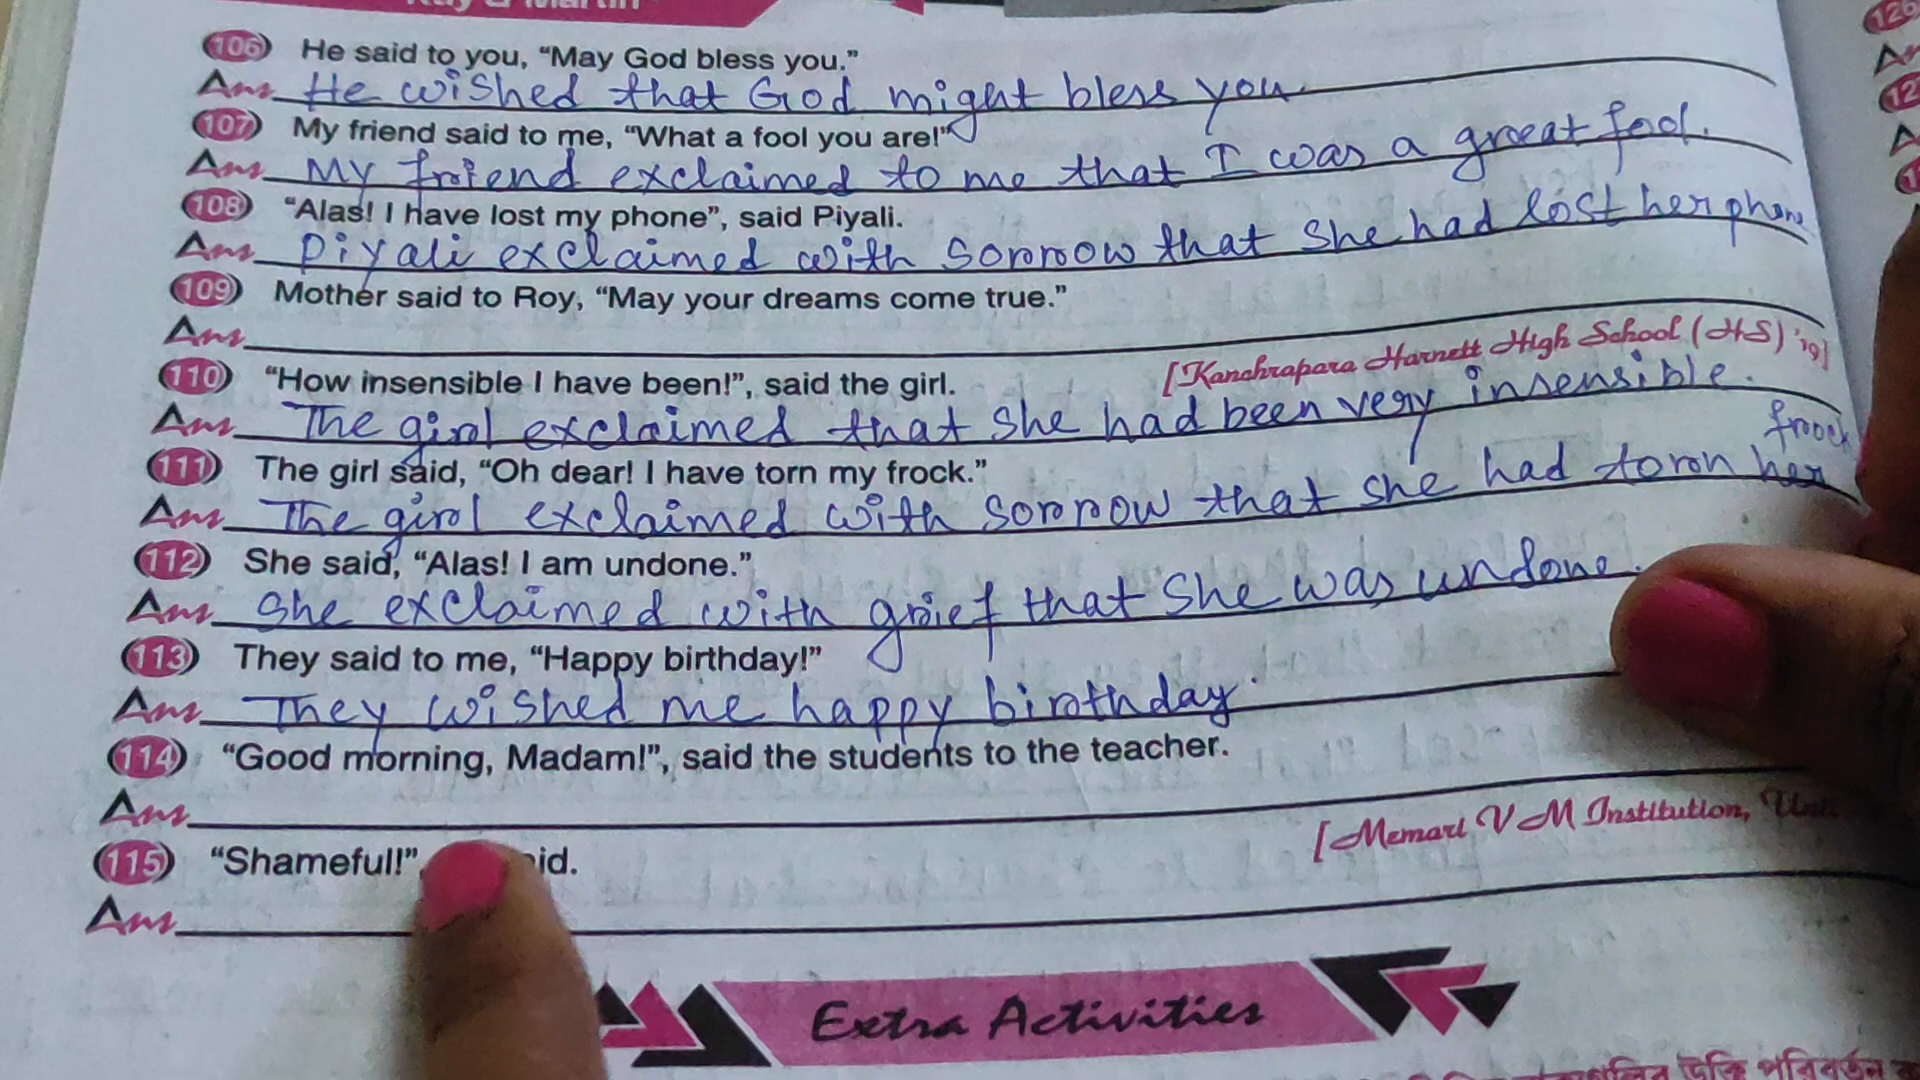 Ray & Martin
106 He said to you, “May God bless you.”
Ans He wished that God might bless you.
107 My friend said to me, “What a fool you are!”
Ans My friend exclaimed to me that I was a great fool.
108 “Alas! I have lost my phone”, said Piyali.
Ans Piyali exclaimed with sorrow that she had lost her phone
109 Mother said to Roy, “May your dreams come true.”
Ans
[Kanchrapara Harnett High School (HS) '19]
110 “How insensible I have been!”, said the girl.
Ans The girl exclaimed that she had been very insensible.
111 The girl said, “Oh dear! I have torn my frock.”
Ans The girl exclaimed with sorrow that she had torn her frock
112 She said, “Alas! I am undone.”
Ans She exclaimed with grief that she was undone.
113 They said to me, “Happy birthday!”
Ans They wished me happy birthday.
114 “Good morning, Madam!”, said the students to the teacher.
Ans
[Memari V M Institution,
115 “Shameful!”
Ans
Extra Activities
উক্তি পরিবর্তন
126